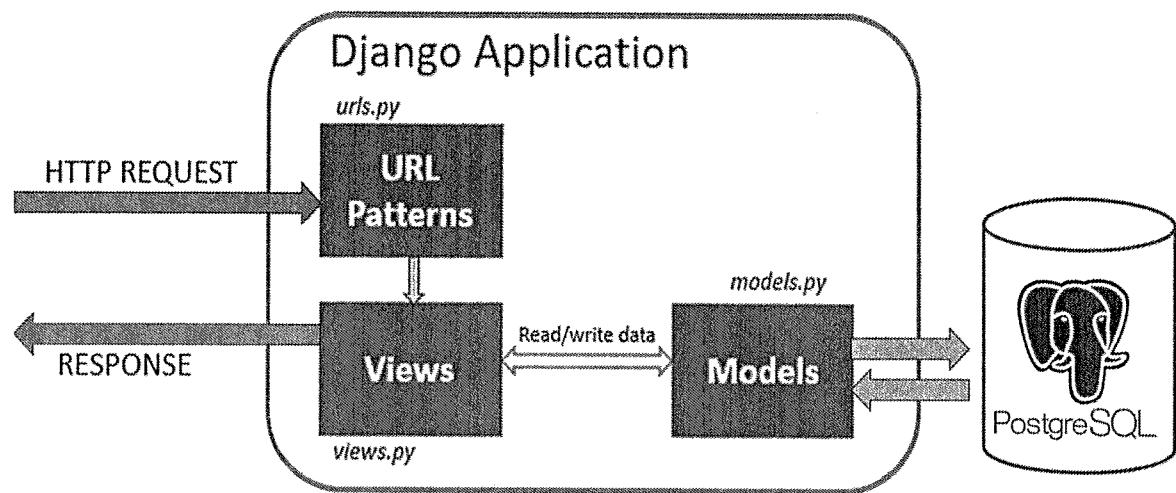 Django Application
urls.py
HTTP REQUEST
URL
Patterns
models.py
Read/write data
RESPONSE
Views
Models
PostgreSQL
views.py